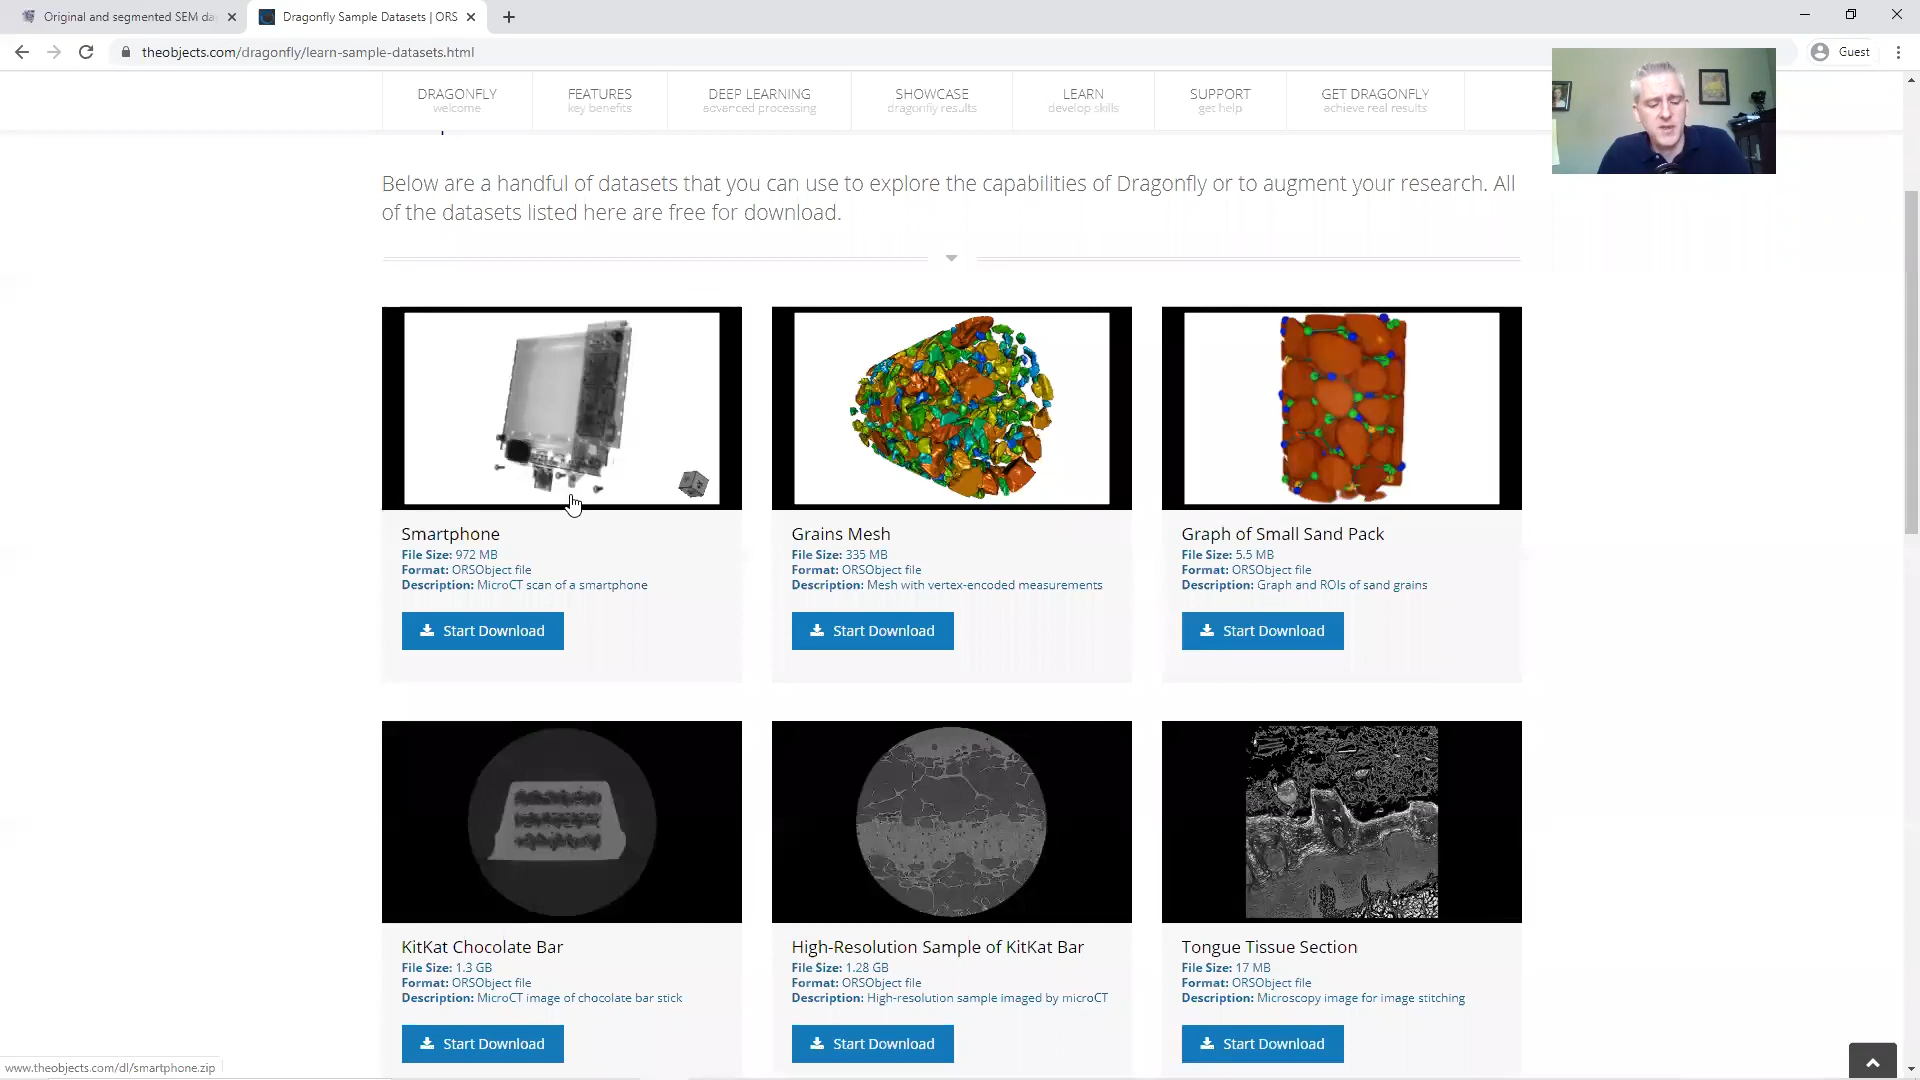 Original and segmented SEM da
Dragonfly Sample Datasets | ORS
theobjects.com/dragonfly/learn-sample-datasets.html
Guest
DRAGONFLY
welcome
FEATURES
key benefits
DEEP LEARNING
advanced processing
SHOWCASE
dragonfly results
LEARN
develop skills
SUPPORT
get help
GET DRAGONFLY
achieve real results
Below are a handful of datasets that you can use to explore the capabilities of Dragonfly or to augment your research. All
of the datasets listed here are free for download.
Smartphone
File Size: 972 MB
Format: ORSObject file
Description: MicroCT scan of a smartphone
Start Download
Grains Mesh
File Size: 335 MB
Format: ORSObject file
Description: Mesh with vertex-encoded measurements
Start Download
Graph of Small Sand Pack
File Size: 5.5 MB
Format: ORSObject file
Description: Graph and ROIs of sand grains
Start Download
KitKat Chocolate Bar
File Size: 1.3 GB
Format: ORSObject file
Description: MicroCT image of chocolate bar stick
Start Download
High-Resolution Sample of KitKat Bar
File Size: 1.28 GB
Format: ORSObject file
Description: High-resolution sample imaged by microCT
Start Download
Tongue Tissue Section
File Size: 17 MB
Format: ORSObject file
Description: Microscopy image for image stitching
Start Download
www.theobjects.com/dl/smartphone.zip